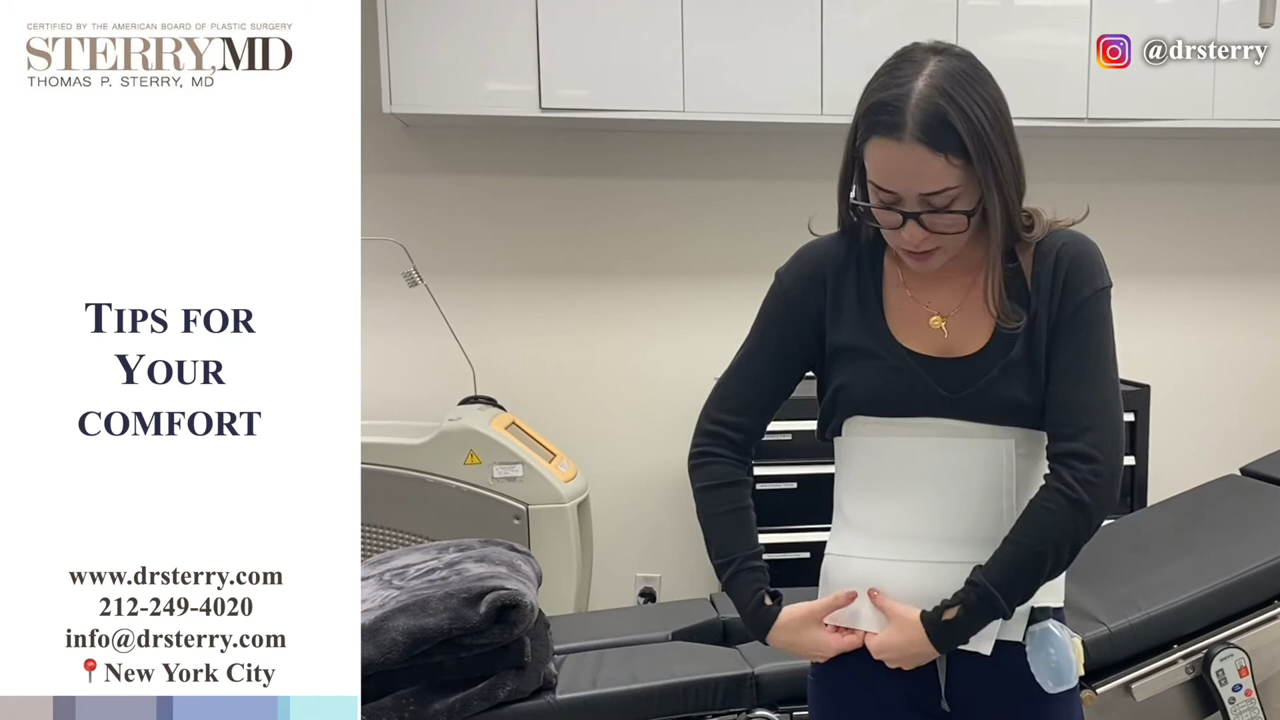 CERTIFIED BY THE AMERICAN BOARD OF PLASTIC SURGERY
STERRY, MD
THOMAS P. STERRY, MD
@drsterry
TIPS FOR
YOUR
COMFORT
www.drsterry.com
212-249-4020
info@drsterry.com
New York City